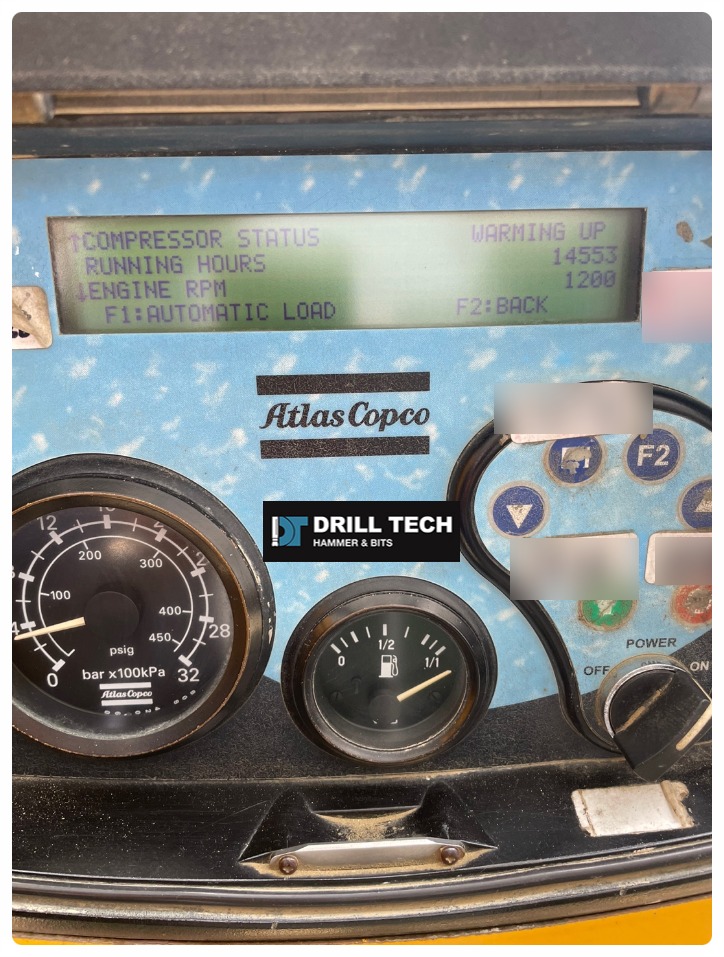 ↑COMPRESSOR STATUS WARMING UP
RUNNING HOURS 14553
↓ENGINE RPM 1200
F1:AUTOMATIC LOAD F2:BACK
Atlas Copco
F2
DRILL TECH
HAMMER & BITS
12
200
300
100
400
450
28
psig
0
bar x100kPa
32
Atlas Copco
0
1/2
1/1
POWER
OFF
ON